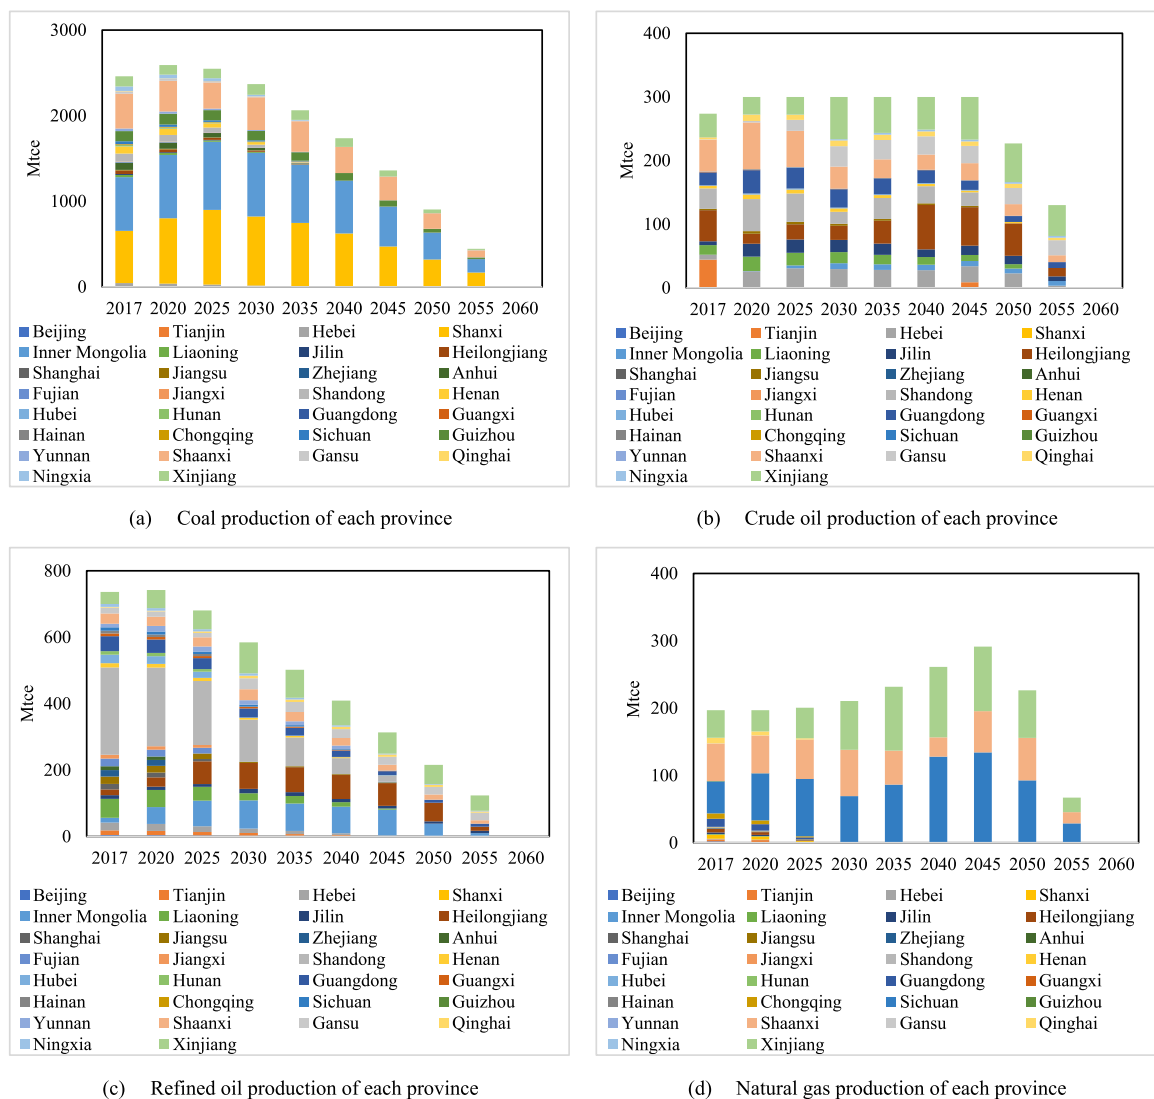 3000
2000
1000
0
Mtce
2017 2020 2025 2030 2035 2040 2045 2050 2055 2060
Beijing Tianjin Hebei Shanxi
Inner Mongolia Liaoning Jilin Heilongjiang
Shanghai Jiangsu Zhejiang Anhui
Fujian Jiangxi Shandong Henan
Hubei Hunan Guangdong Guangxi
Hainan Chongqing Sichuan Guizhou
Yunnan Shaanxi Gansu Qinghai
Ningxia Xinjiang
(a) Coal production of each province
400
300
200
100
0
Mtce
2017 2020 2025 2030 2035 2040 2045 2050 2055 2060
Beijing Tianjin Hebei Shanxi
Inner Mongolia Liaoning Jilin Heilongjiang
Shanghai Jiangsu Zhejiang Anhui
Fujian Jiangxi Shandong Henan
Hubei Hunan Guangdong Guangxi
Hainan Chongqing Sichuan Guizhou
Yunnan Shaanxi Gansu Qinghai
Ningxia Xinjiang
(b) Crude oil production of each province
800
600
400
200
0
Mtce
2017 2020 2025 2030 2035 2040 2045 2050 2055 2060
Beijing Tianjin Hebei Shanxi
Inner Mongolia Liaoning Jilin Heilongjiang
Shanghai Jiangsu Zhejiang Anhui
Fujian Jiangxi Shandong Henan
Hubei Hunan Guangdong Guangxi
Hainan Chongqing Sichuan Guizhou
Yunnan Shaanxi Gansu Qinghai
Ningxia Xinjiang
(c) Refined oil production of each province
400
300
200
100
0
Mtce
2017 2020 2025 2030 2035 2040 2045 2050 2055 2060
Beijing Tianjin Hebei Shanxi
Inner Mongolia Liaoning Jilin Heilongjiang
Shanghai Jiangsu Zhejiang Anhui
Fujian Jiangxi Shandong Henan
Hubei Hunan Guangdong Guangxi
Hainan Chongqing Sichuan Guizhou
Yunnan Shaanxi Gansu Qinghai
Ningxia Xinjiang
(d) Natural gas production of each province